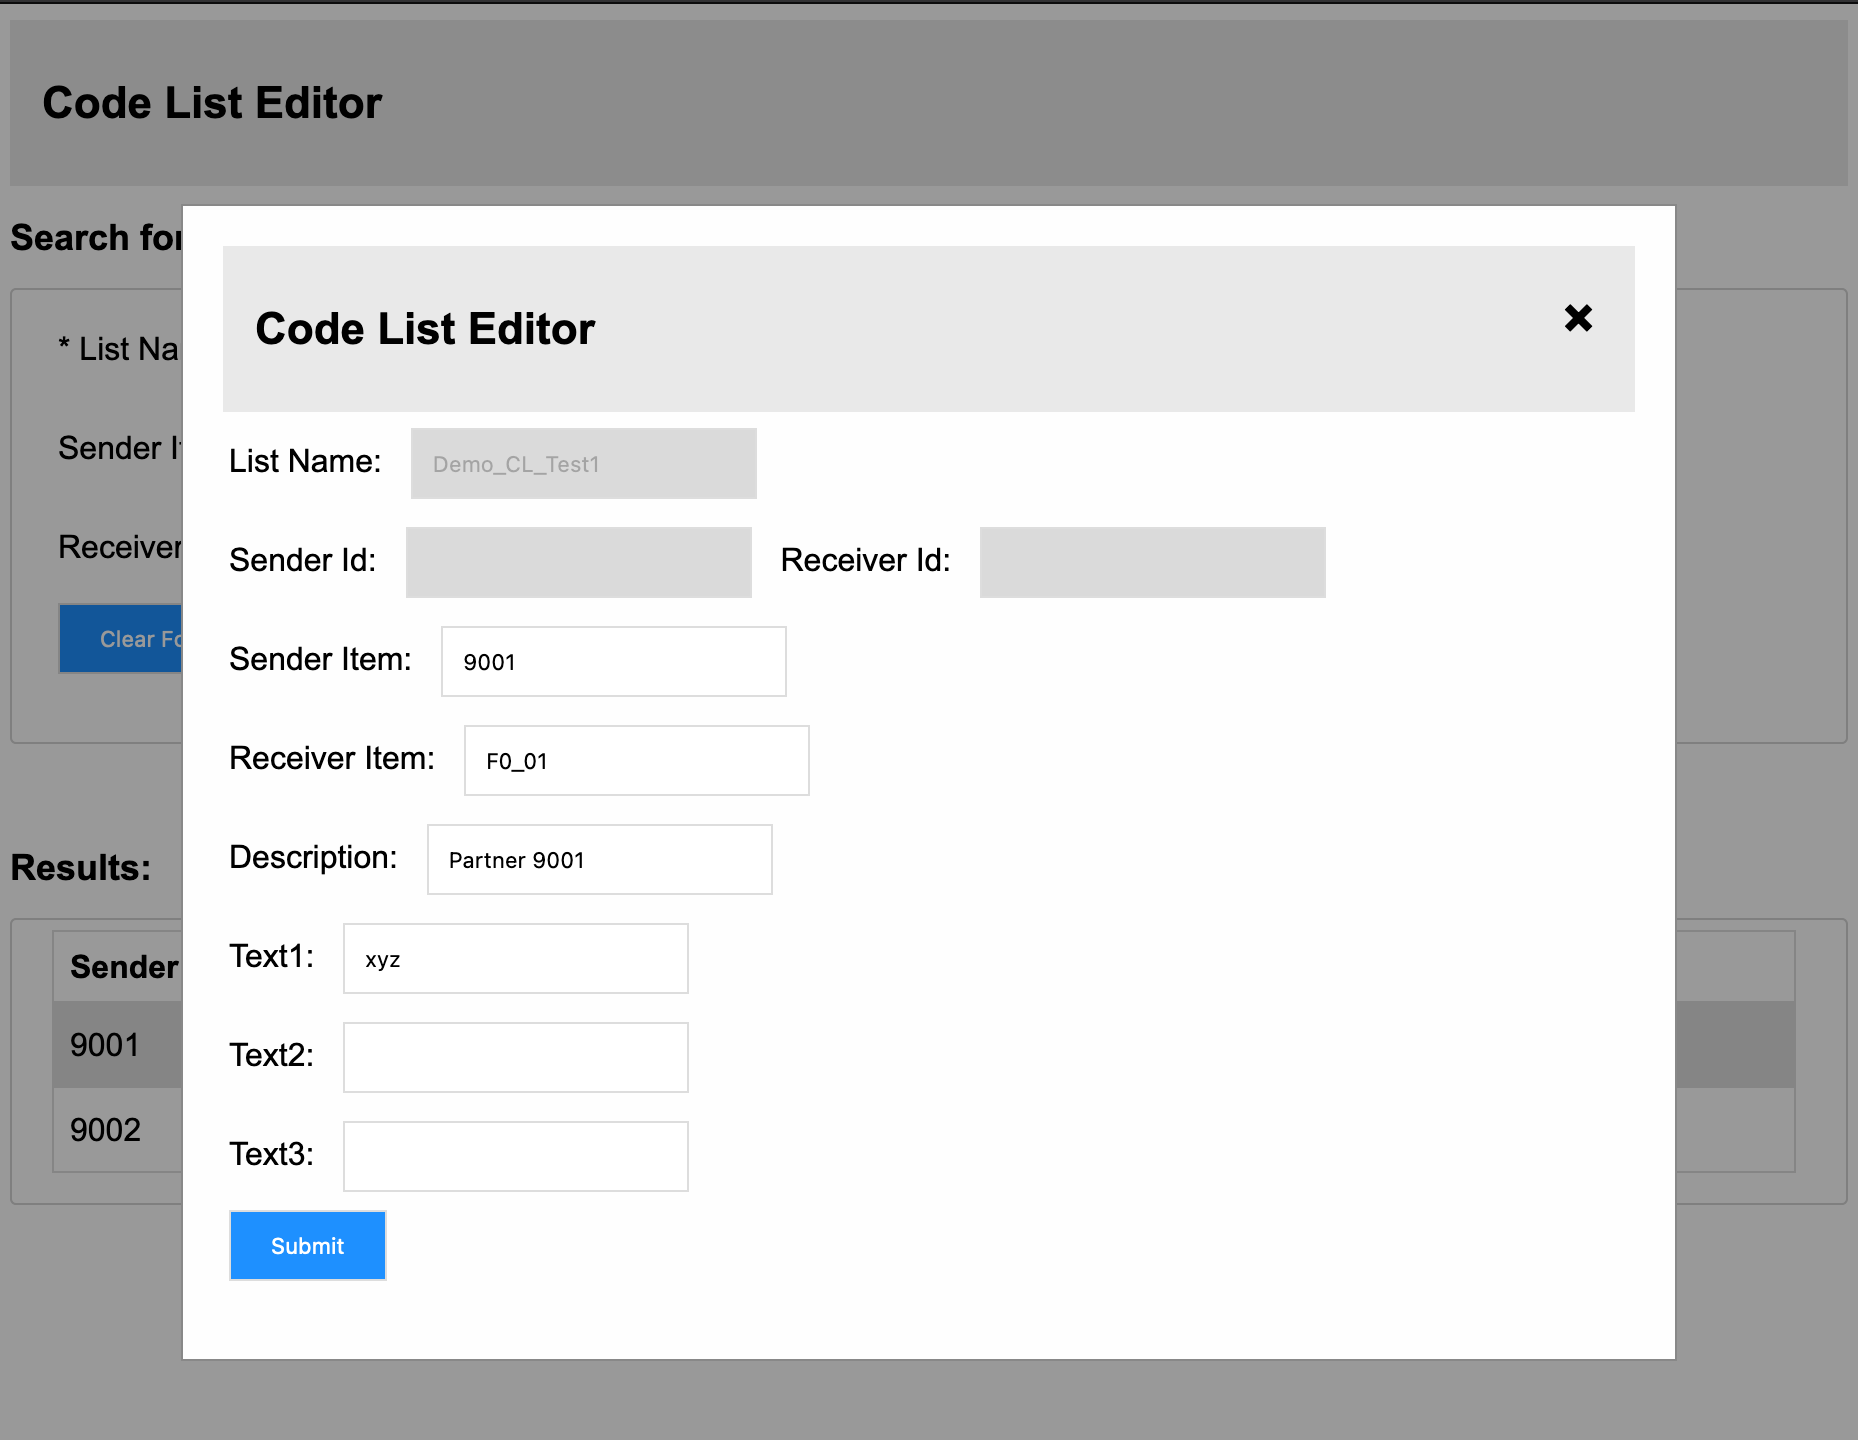 Code List Editor
Search for
* List Na
Sender
Receiver
Clear Fo
Results:
Sender
9001
9002
Code List Editor
List Name: Demo_CL_Test1
Sender Id: Receiver Id:
Sender Item: 9001
Receiver Item: F0_01
Description: Partner 9001
Text1: xyz
Text2:
Text3:
Submit